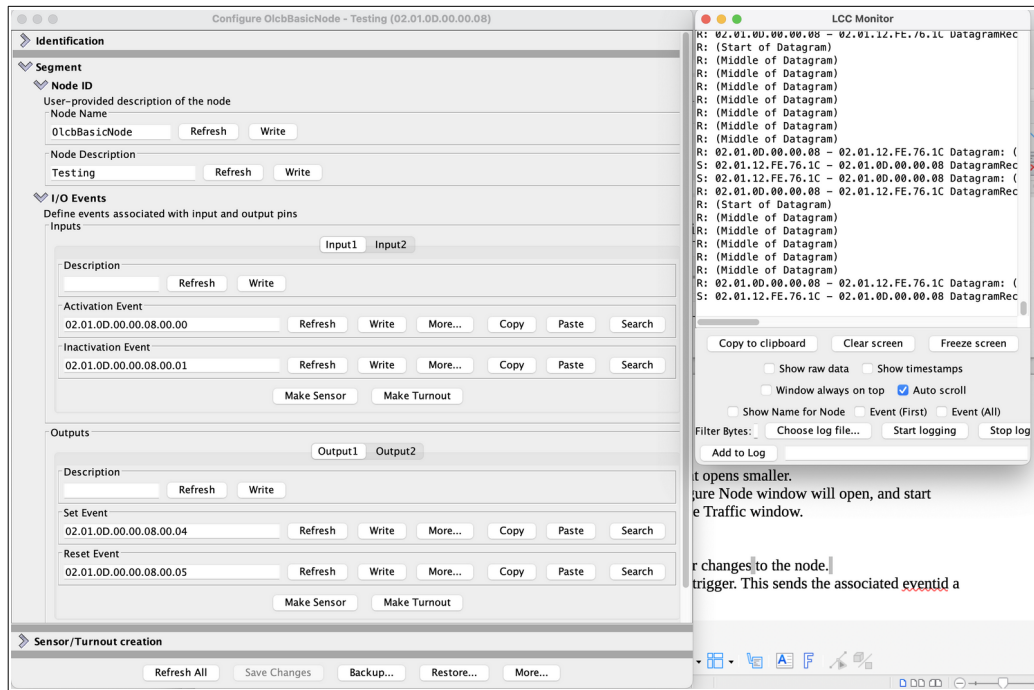 Configure OlcbBasicNode - Testing (02.01.0D.00.00.08)
Identification
Segment
Node ID
User-provided description of the node
Node Name
OlcbBasicNode Refresh Write
Node Description
Testing Refresh Write
I/O Events
Define events associated with input and output pins
Inputs
Input1 Input2
Description
Refresh Write
Activation Event
02.01.0D.00.00.08.00.00 Refresh Write More... Copy Paste Search
Inactivation Event
02.01.0D.00.00.08.00.01 Refresh Write More... Copy Paste Search
Make Sensor Make Turnout
Outputs
Output1 Output2
Description
Refresh Write
Set Event
02.01.0D.00.00.08.00.04 Refresh Write More... Copy Paste Search
Reset Event
02.01.0D.00.00.08.00.05 Refresh Write More... Copy Paste Search
Make Sensor Make Turnout
Sensor/Turnout creation
Refresh All Save Changes Backup... Restore... More...
LCC Monitor
R: 02.01.0D.00.00.08 - 02.01.12.FE.76.1C DatagramRec
R: (Start of Datagram)
R: (Middle of Datagram)
R: (Middle of Datagram)
R: (Middle of Datagram)
R: (Middle of Datagram)
R: (Middle of Datagram)
R: (Middle of Datagram)
R: (Middle of Datagram)
R: 02.01.0D.00.00.08 - 02.01.12.FE.76.1C Datagram: (
S: 02.01.12.FE.76.1C - 02.01.0D.00.00.08 DatagramRec
S: 02.01.12.FE.76.1C - 02.01.0D.00.00.08 Datagram: (
R: 02.01.0D.00.00.08 - 02.01.12.FE.76.1C DatagramRec
R: (Start of Datagram)
R: (Middle of Datagram)
R: (Middle of Datagram)
R: (Middle of Datagram)
R: (Middle of Datagram)
R: (Middle of Datagram)
R: 02.01.0D.00.00.08 - 02.01.12.FE.76.1C Datagram: (
S: 02.01.12.FE.76.1C - 02.01.0D.00.00.08 DatagramRec
Copy to clipboard Clear screen Freeze screen
Show raw data Show timestamps
Window always on top Auto scroll
Show Name for Node Event (First) Event (All)
Filter Bytes: Choose log file... Start logging Stop log
Add to Log
it opens smaller.
gure Node window will open, and start
e Traffic window.
r changes to the node.
trigger. This sends the associated eventid a